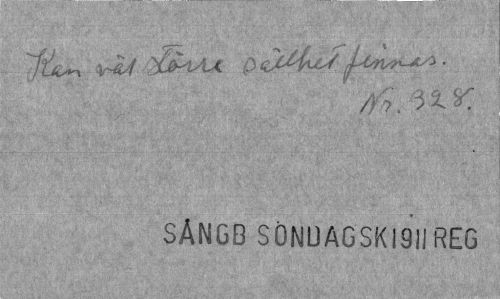 Kan väl större sällhet finnas.
Nr. 328.
SÅNGB SÖNDAGSK 1911 REG